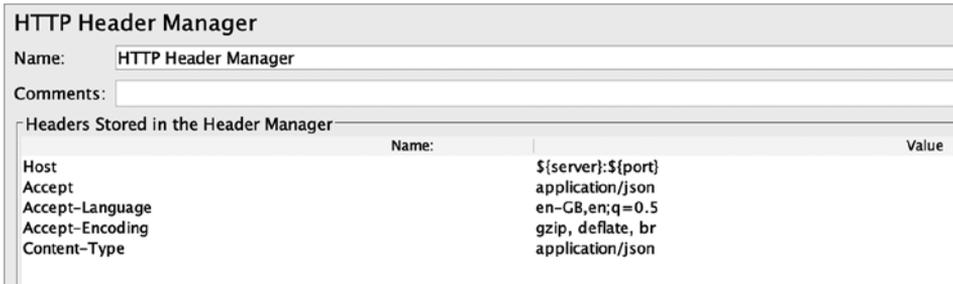 HTTP Header Manager
Name: HTTP Header Manager
Comments:
Headers Stored in the Header Manager
Name: Value
Host ${server}:${port}
Accept application/json
Accept-Language en-GB,en;q=0.5
Accept-Encoding gzip, deflate, br
Content-Type application/json